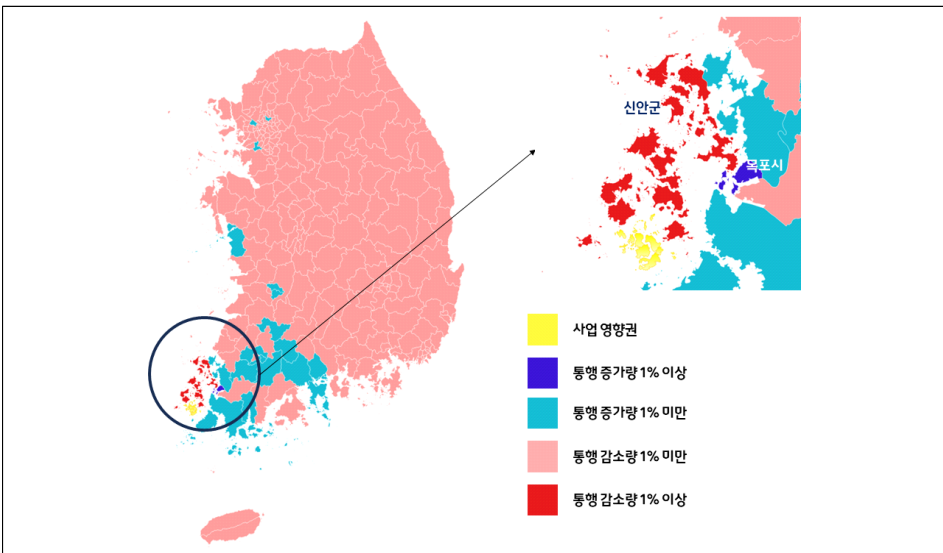 신안군
목포시
사업 영향권
통행 증가량 1% 이상
통행 증가량 1% 미만
통행 감소량 1% 미만
통행 감소량 1% 이상